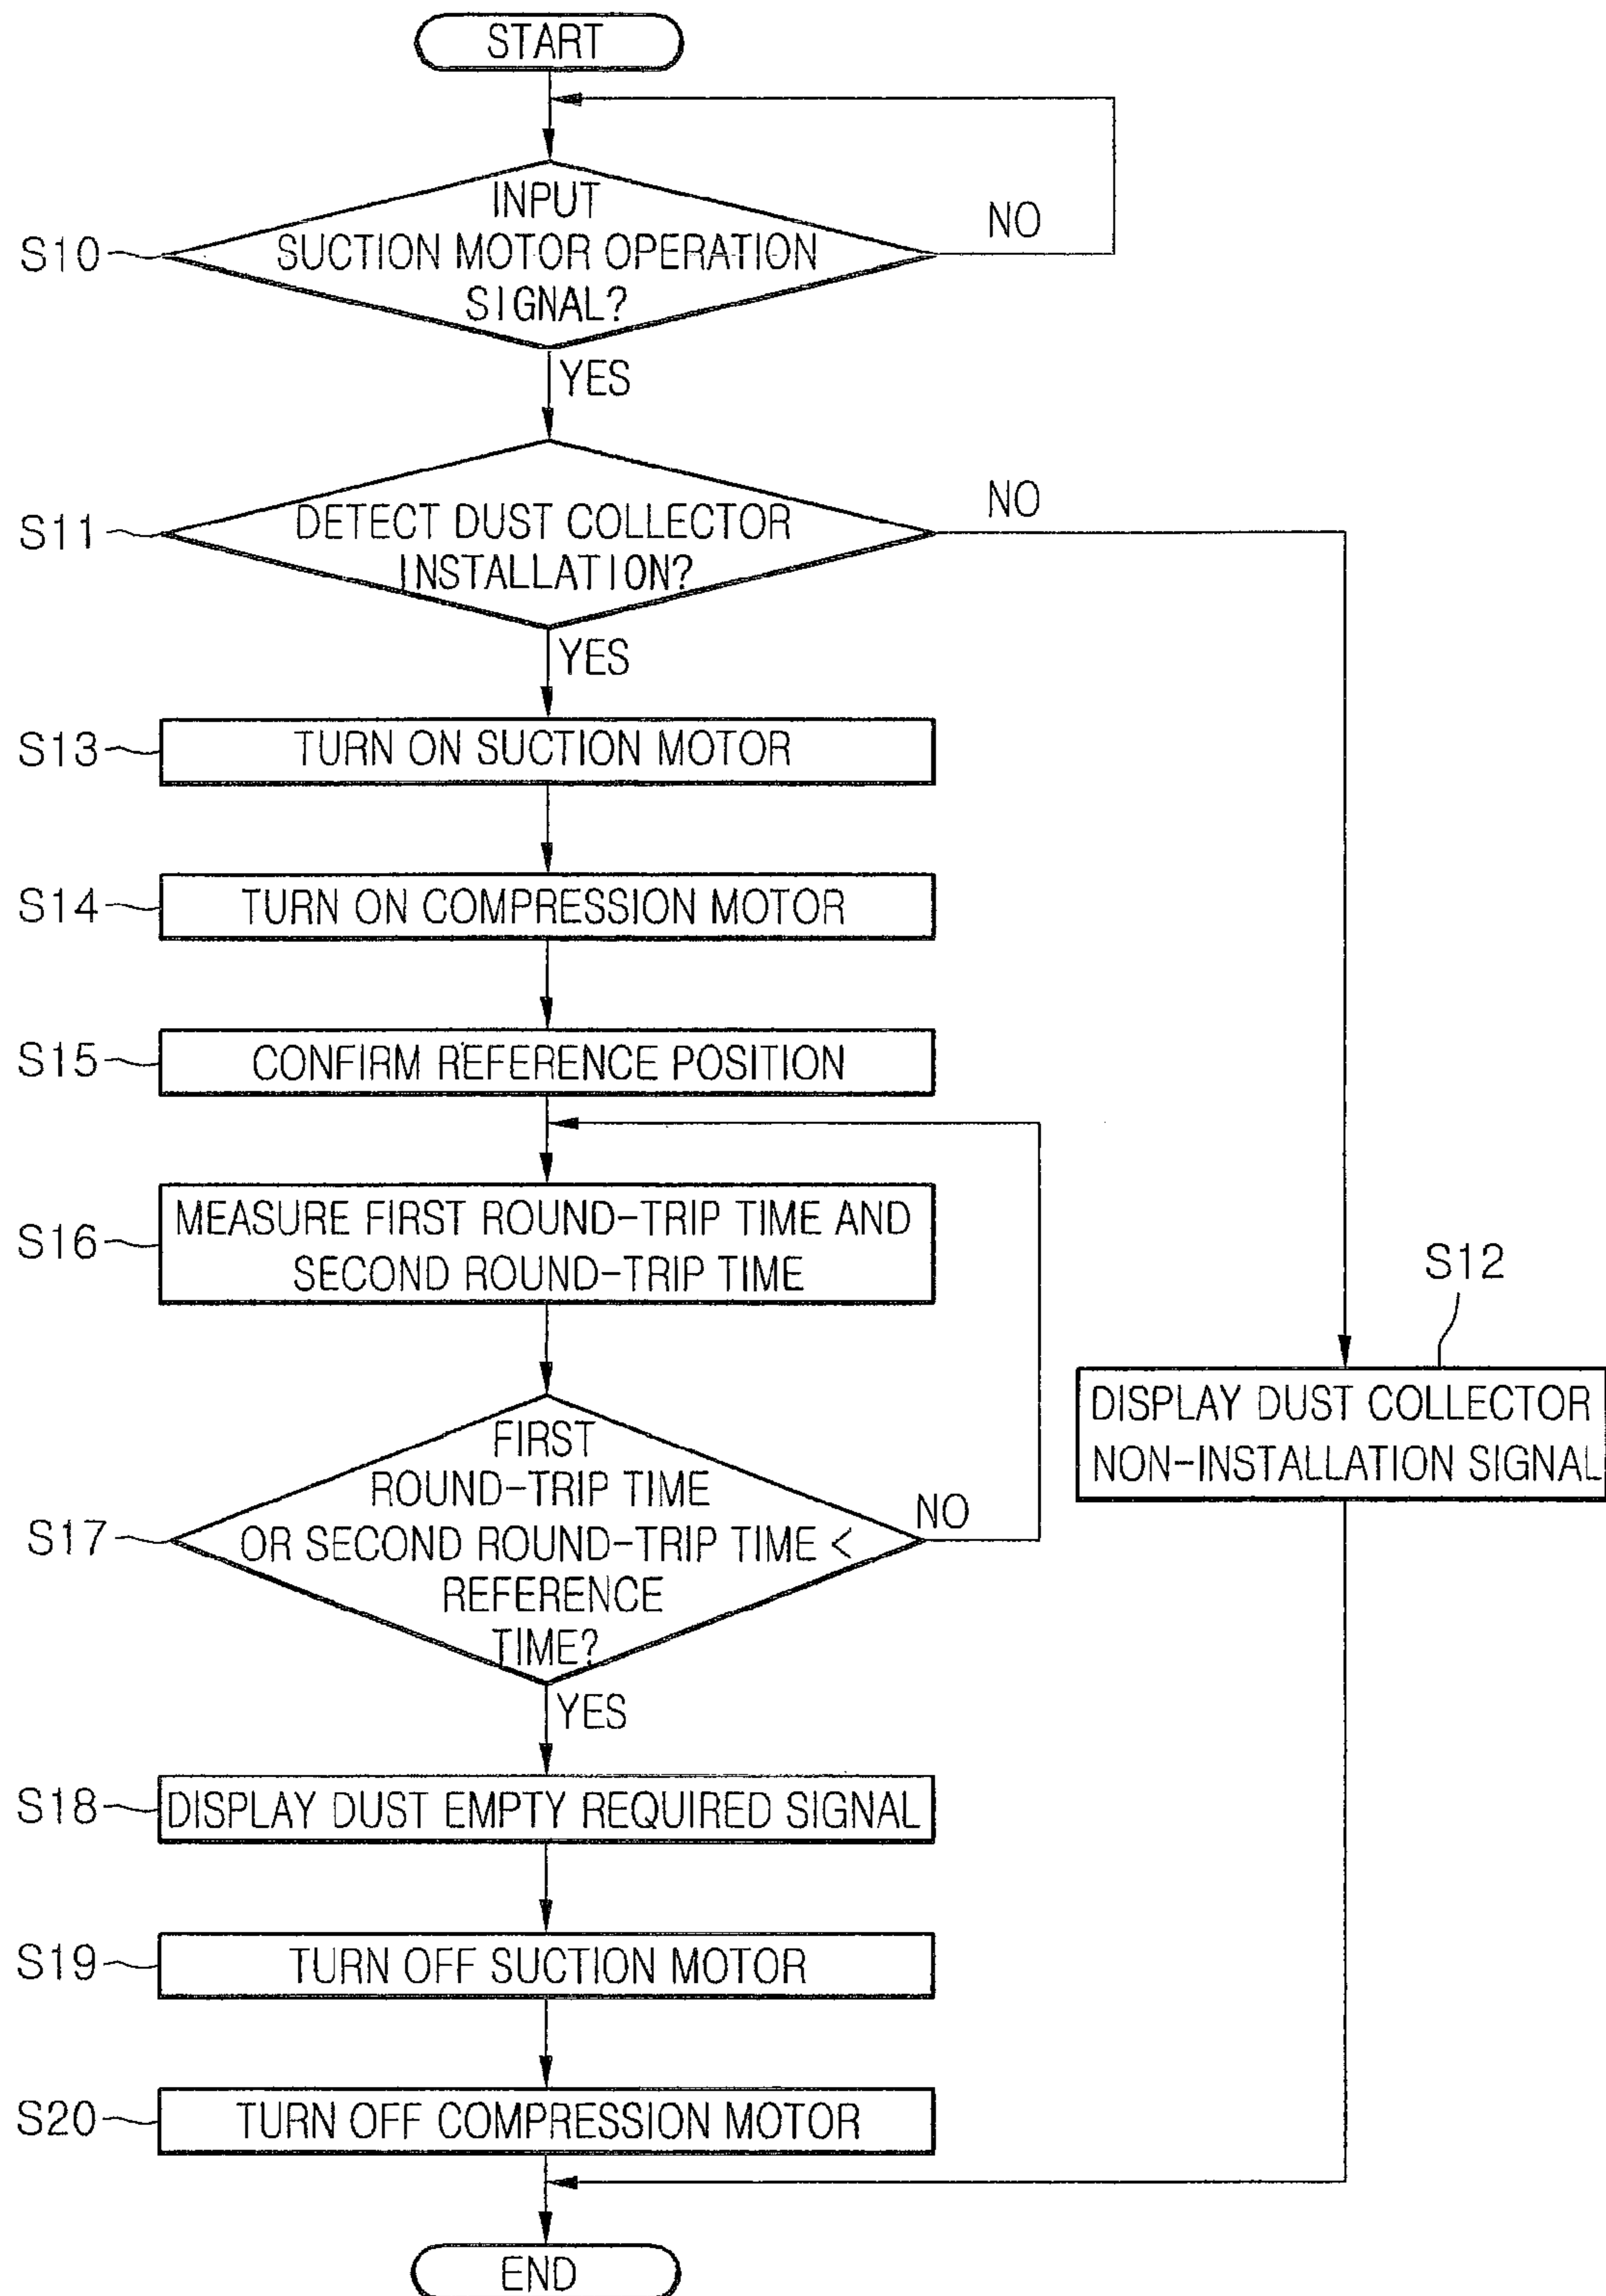 START
INPUT
SUCTION MOTOR OPERATION
SIGNAL?
S10
NO
YES
DETECT DUST COLLECTOR
INSTALLATION?
S11
NO
YES
S13
TURN ON SUCTION MOTOR
S14
TURN ON COMPRESSION MOTOR
S15
CONFIRM REFERENCE POSITION
S16
MEASURE FIRST ROUND-TRIP TIME AND
SECOND ROUND-TRIP TIME
S12
DISPLAY DUST COLLECTOR
NON-INSTALLATION SIGNAL
S17
FIRST
ROUND-TRIP TIME
OR SECOND ROUND-TRIP TIME <
REFERENCE
TIME?
NO
YES
S18
DISPLAY DUST EMPTY REQUIRED SIGNAL
S19
TURN OFF SUCTION MOTOR
S20
TURN OFF COMPRESSION MOTOR
END